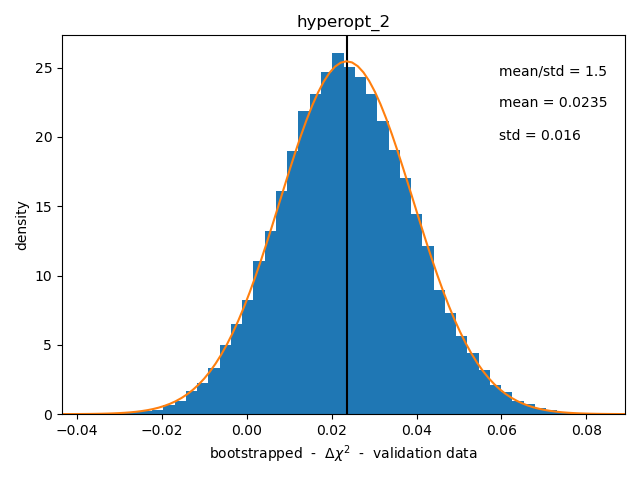 hyperopt_2
mean/std = 1.5
mean = 0.0235
std = 0.016
density
25
20
15
10
5
0
−0.04 −0.02 0.00 0.02 0.04 0.06 0.08
bootstrapped - Δχ² - validation data